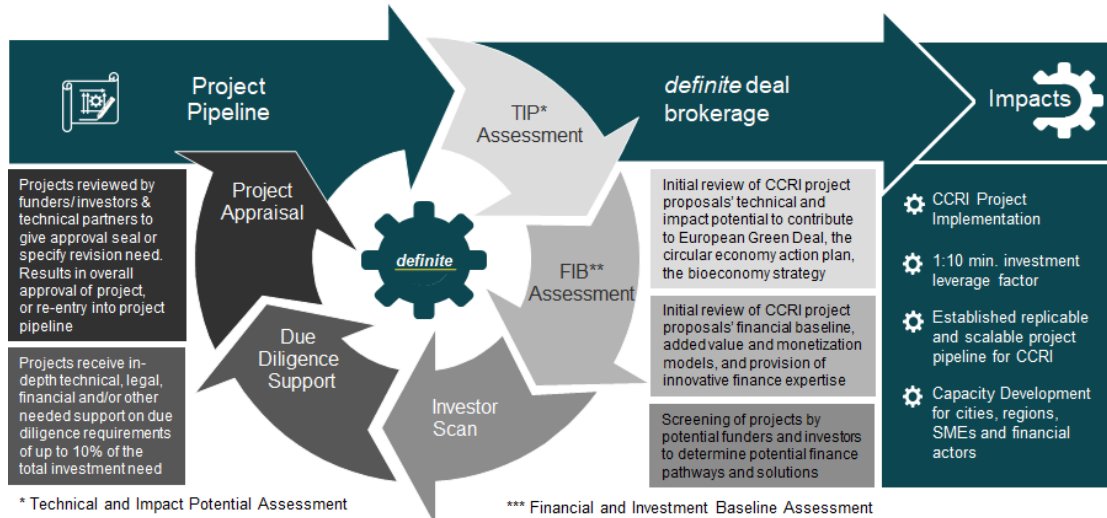 Project
Pipeline
TIP*
Assessment
definite deal
brokerage
Impacts
Project
Appraisal
definite
FIB**
Assessment
Due
Diligence
Support
Investor
Scan
Projects reviewed by
funders/investors &
technical partners to
give approval seal or
specify revision need.
Results in overall
approval of project,
or re-entry into project
pipeline
Projects receive in-
depth technical, legal,
financial and/or other
needed support on due
diligence requirements
of up to 10% of the
total investment need
Initial review of CCRI project
proposals' technical and
impact potential to contribute
to European Green Deal, the
circular economy action plan,
the bioeconomy strategy
Initial review of CCRI project
proposals' financial baseline,
added value and monetization
models, and provision of
innovative finance expertise
Screening of projects by
potential funders and investors
to determine potential finance
pathways and solutions
CCRI Project
Implementation
1:10 min. investment
leverage factor
Established replicable
and scalable project
pipeline for CCRI
Capacity Development
for cities, regions,
SMEs and financial
actors
* Technical and Impact Potential Assessment
*** Financial and Investment Baseline Assessment